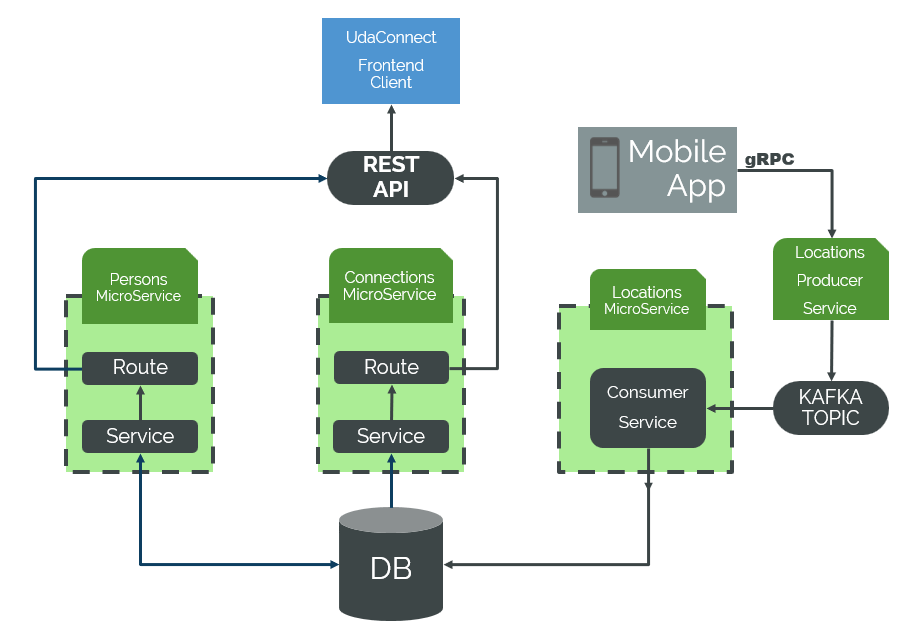 UdaConnect
Frontend
Client
REST
API
Mobile
App
gRPC
Locations
Producer
Service
Persons
MicroService
Connections
MicroService
Locations
MicroService
Route
Route
Consumer
Service
KAFKA
TOPIC
Service
Service
DB